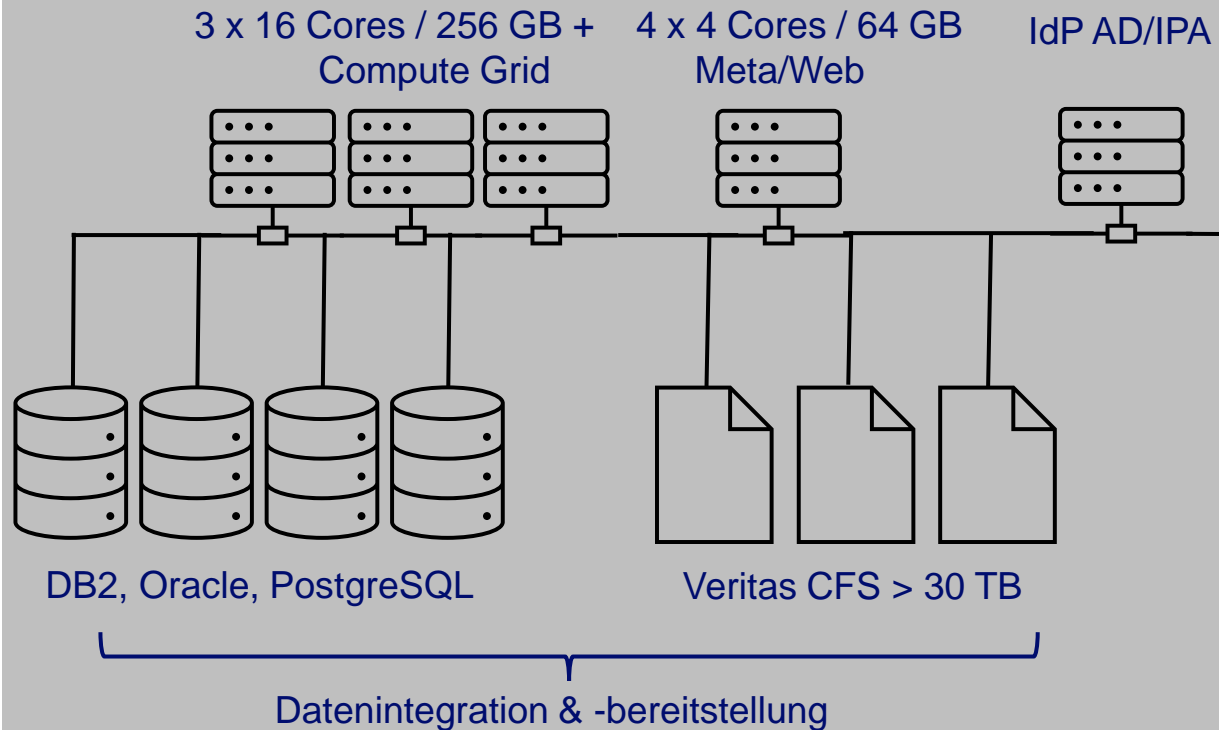 3 x 16 Cores / 256 GB +
Compute Grid
4 x 4 Cores / 64 GB
Meta/Web
IdP AD/IPA
DB2, Oracle, PostgreSQL
Veritas CFS > 30 TB
Datenintegration & -bereitstellung